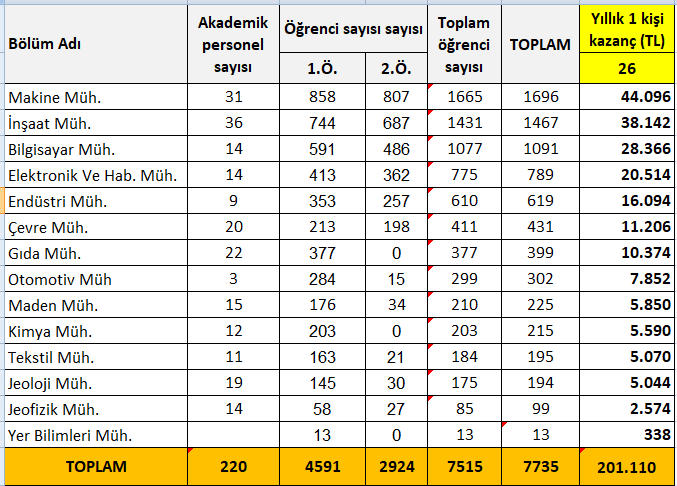 Bölüm Adı Akademik personel sayısı Öğrenci sayısı sayısı Toplam öğrenci sayısı TOPLAM Yıllık 1 kişi kazanç (TL)
1.Ö. 2.Ö. 26
Makine Müh. 31 858 807 1665 1696 44.096
İnşaat Müh. 36 744 687 1431 1467 38.142
Bilgisayar Müh. 14 591 486 1077 1091 28.366
Elektronik Ve Hab. Müh. 14 413 362 775 789 20.514
Endüstri Müh. 9 353 257 610 619 16.094
Çevre Müh. 20 213 198 411 431 11.206
Gıda Müh. 22 377 0 377 399 10.374
Otomotiv Müh 3 284 15 299 302 7.852
Maden Müh. 15 176 34 210 225 5.850
Kimya Müh. 12 203 0 203 215 5.590
Tekstil Müh. 11 163 21 184 195 5.070
Jeoloji Müh. 19 145 30 175 194 5.044
Jeofizik Müh. 14 58 27 85 99 2.574
Yer Bilimleri Müh. 13 0 13 13 338
TOPLAM 220 4591 2924 7515 7735 201.110